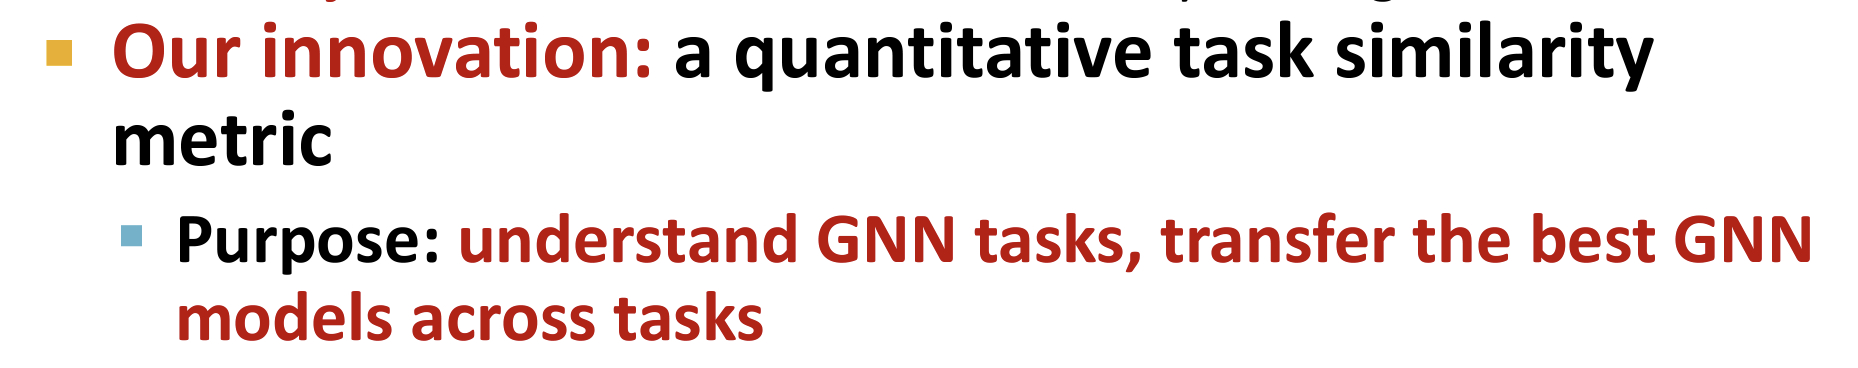 Our innovation: a quantitative task similarity
metric
Purpose: understand GNN tasks, transfer the best GNN
models across tasks